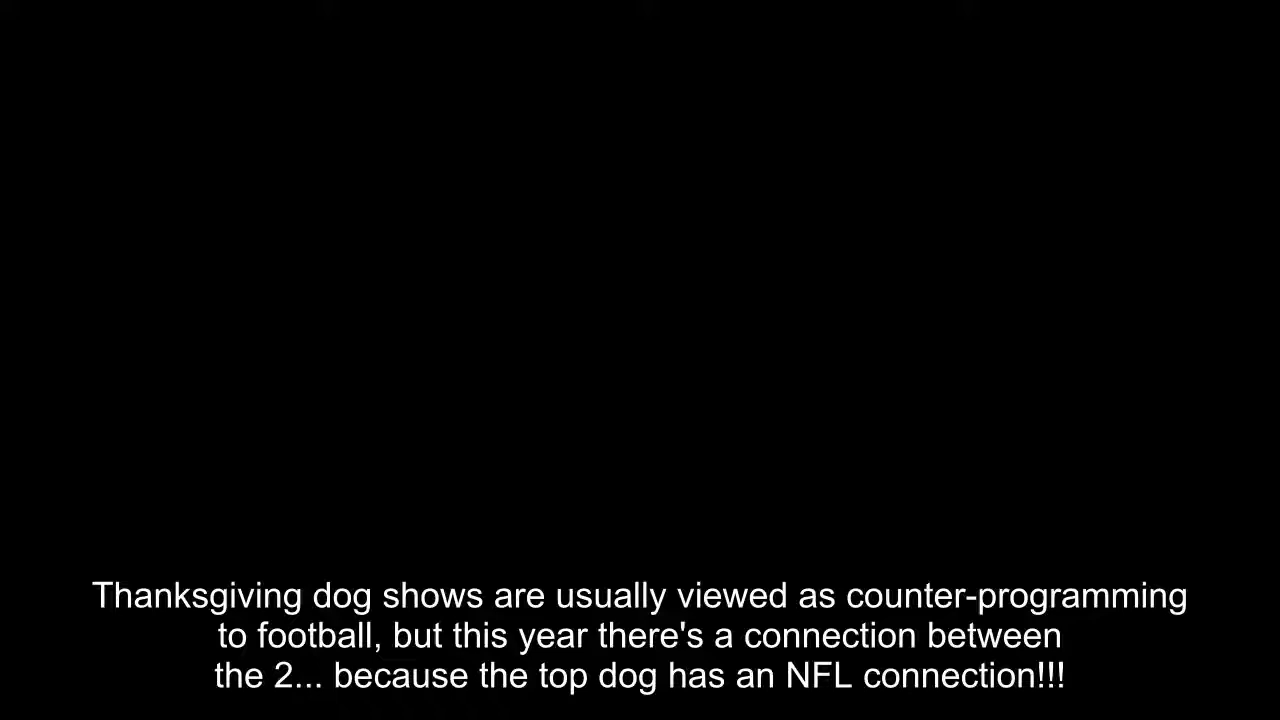 Thanksgiving dog shows are usually viewed as counter-programming
to football, but this year there's a connection between
the 2... because the top dog has an NFL connection!!!